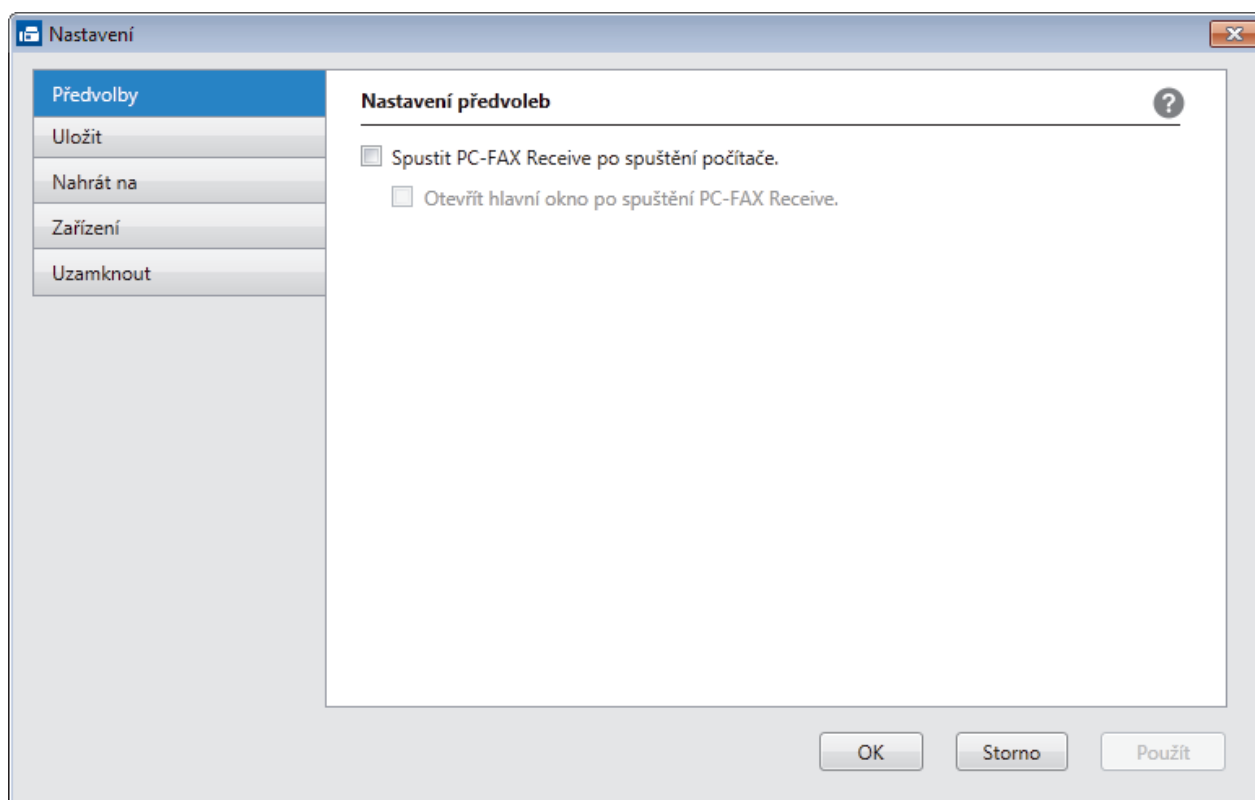 Nastavení
Předvolby
Uložit
Nahrát na
Zařízení
Uzamknout
Nastavení předvoleb
?
Spustit PC-FAX Receive po spuštění počítače.
Otevřít hlavní okno po spuštění PC-FAX Receive.
OK
Storno
Použít